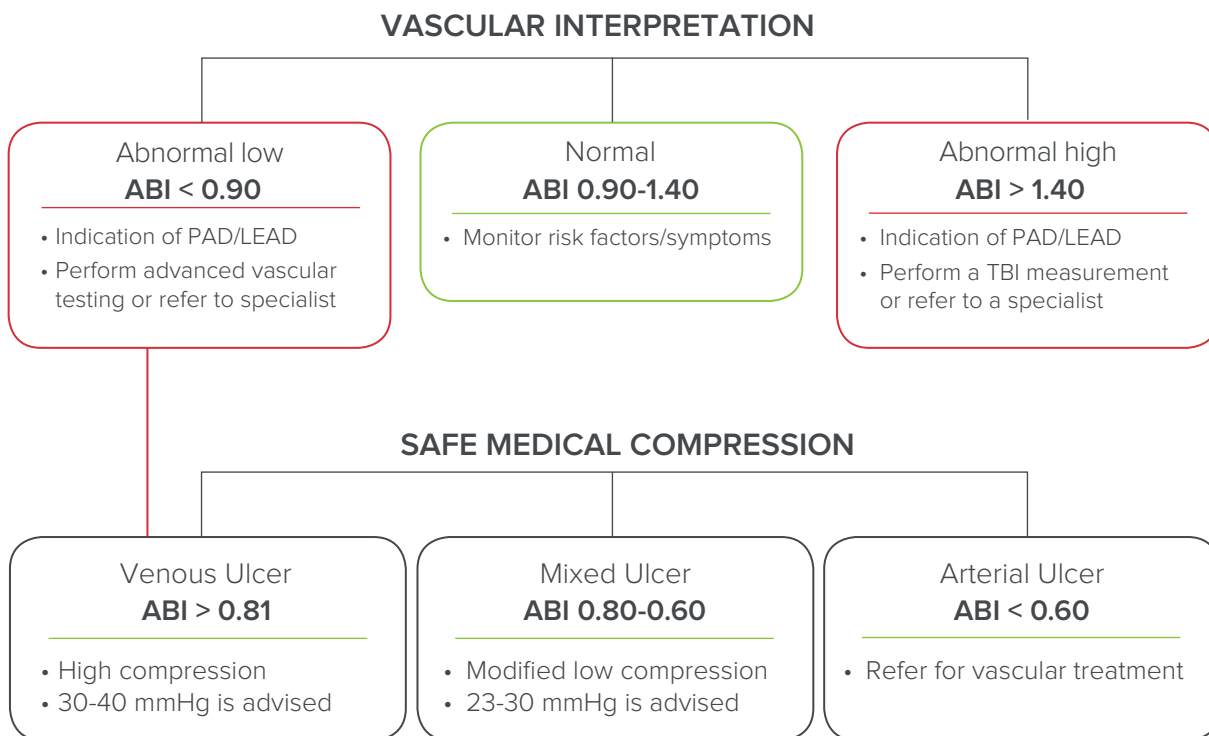 VASCULAR INTERPRETATION
Abnormal low
ABI < 0.90
• Indication of PAD/LEAD
• Perform advanced vascular
testing or refer to specialist
Normal
ABI 0.90-1.40
• Monitor risk factors/symptoms
Abnormal high
ABI > 1.40
• Indication of PAD/LEAD
• Perform a TBI measurement
or refer to a specialist
SAFE MEDICAL COMPRESSION
Venous Ulcer
ABI > 0.81
• High compression
• 30-40 mmHg is advised
Mixed Ulcer
ABI 0.80-0.60
• Modified low compression
• 23-30 mmHg is advised
Arterial Ulcer
ABI < 0.60
• Refer for vascular treatment